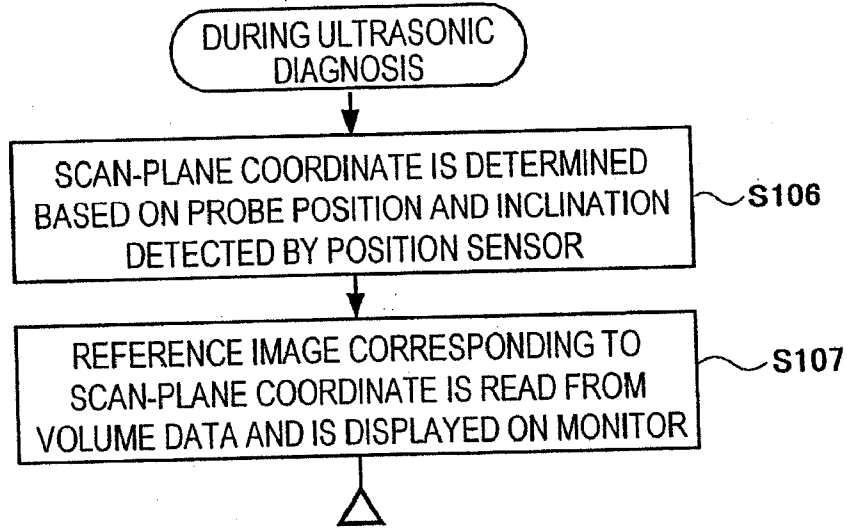 DURING ULTRASONIC
DIAGNOSIS
SCAN-PLANE COORDINATE IS DETERMINED
BASED ON PROBE POSITION AND INCLINATION
DETECTED BY POSITION SENSOR
S106
REFERENCE IMAGE CORRESPONDING TO
SCAN-PLANE COORDINATE IS READ FROM
VOLUME DATA AND IS DISPLAYED ON MONITOR
S107